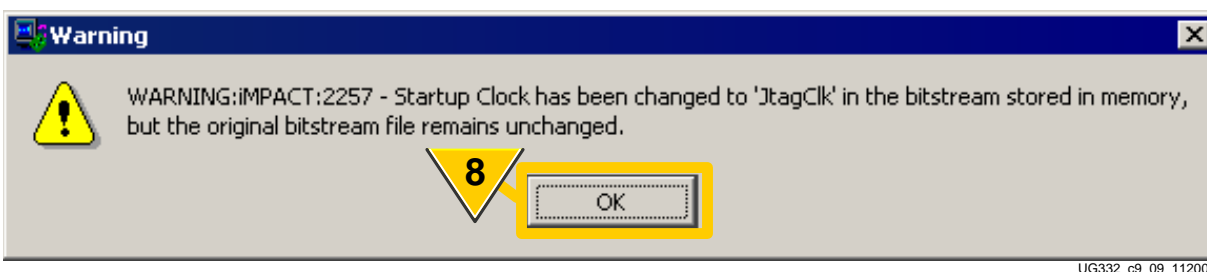 Warning
WARNING:iMPACT:2257 - Startup Clock has been changed to 'JtagClk' in the bitstream stored in memory,
but the original bitstream file remains unchanged.
8
OK
UG332_c9_09_11200